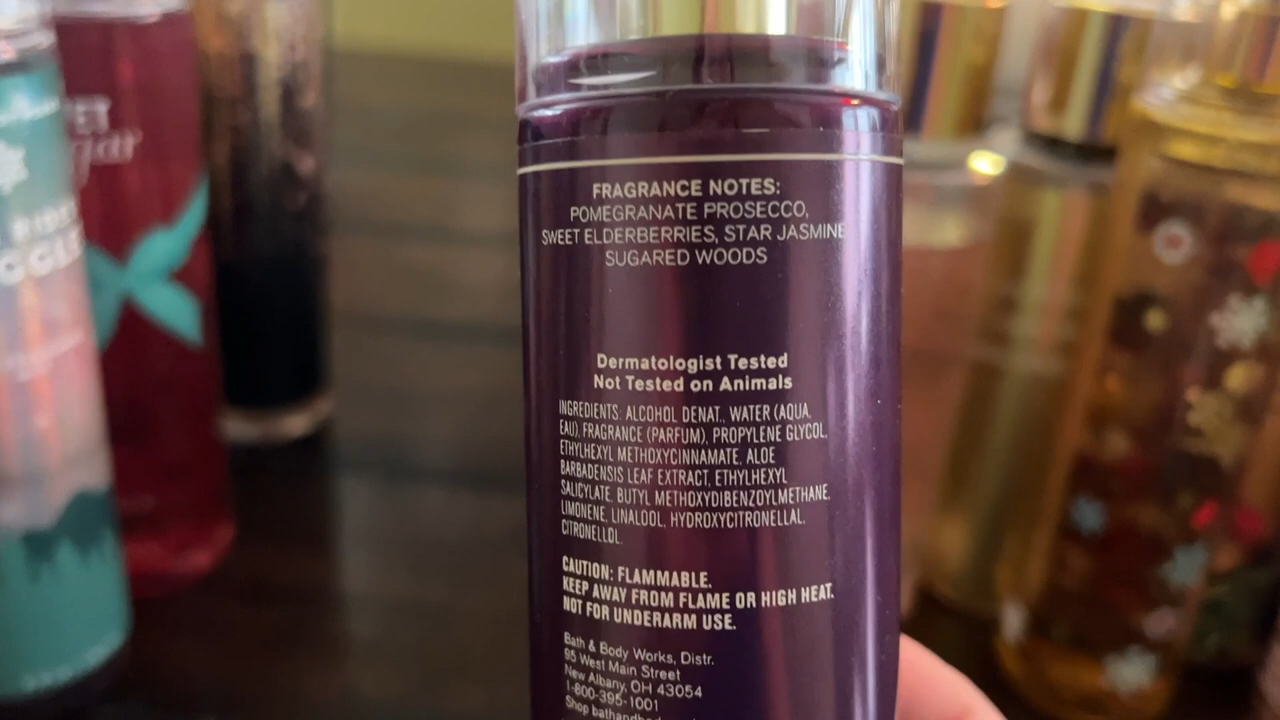 FRAGRANCE NOTES:
POMEGRANATE PROSECCO,
SWEET ELDERBERRIES, STAR JASMINE
SUGARED WOODS
Dermatologist Tested
Not Tested on Animals
INGREDIENTS: ALCOHOL DENAT., WATER (AQUA,
EAU), FRAGRANCE (PARFUM), PROPYLENE GLYCOL,
ETHYLHEXYL METHOXYCINNAMATE, ALOE
BARBADENSIS LEAF EXTRACT, ETHYLHEXYL
SALICYLATE, BUTYL METHOXYDIBENZOYLMETHANE,
LIMONENE, LINALOOL, HYDROXYCITRONELLAL,
CITRONELLOL.
CAUTION: FLAMMABLE.
KEEP AWAY FROM FLAME OR HIGH HEAT.
NOT FOR UNDERARM USE.
Bath & Body Works, Distr.
95 West Main Street
New Albany, OH 43054
1-800-395-1001
Shop